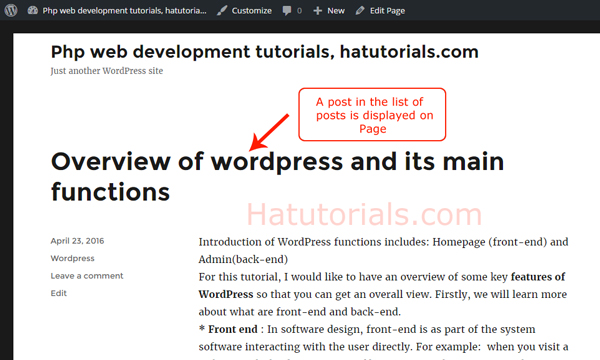 Php web development tutorials, hatutoria... Customize 0 New Edit Page
Php web development tutorials, hatutorials.com
Just another WordPress site
A post in the list of
posts is displayed on
Page
Overview of wordpress and its main
functions
Hatutorials.com
April 23, 2016
Wordpress
Leave a comment
Edit
Introduction of WordPress functions includes: Homepage (front-end) and
Admin(back-end)
For this tutorial, I would like to have an overview of some key features of
WordPress so that you can get an overall view. Firstly, we will learn more
about what are front-end and back-end.
* Front end : In software design, front-end is as part of the system
software interacting with the user directly. For example: when you visit a